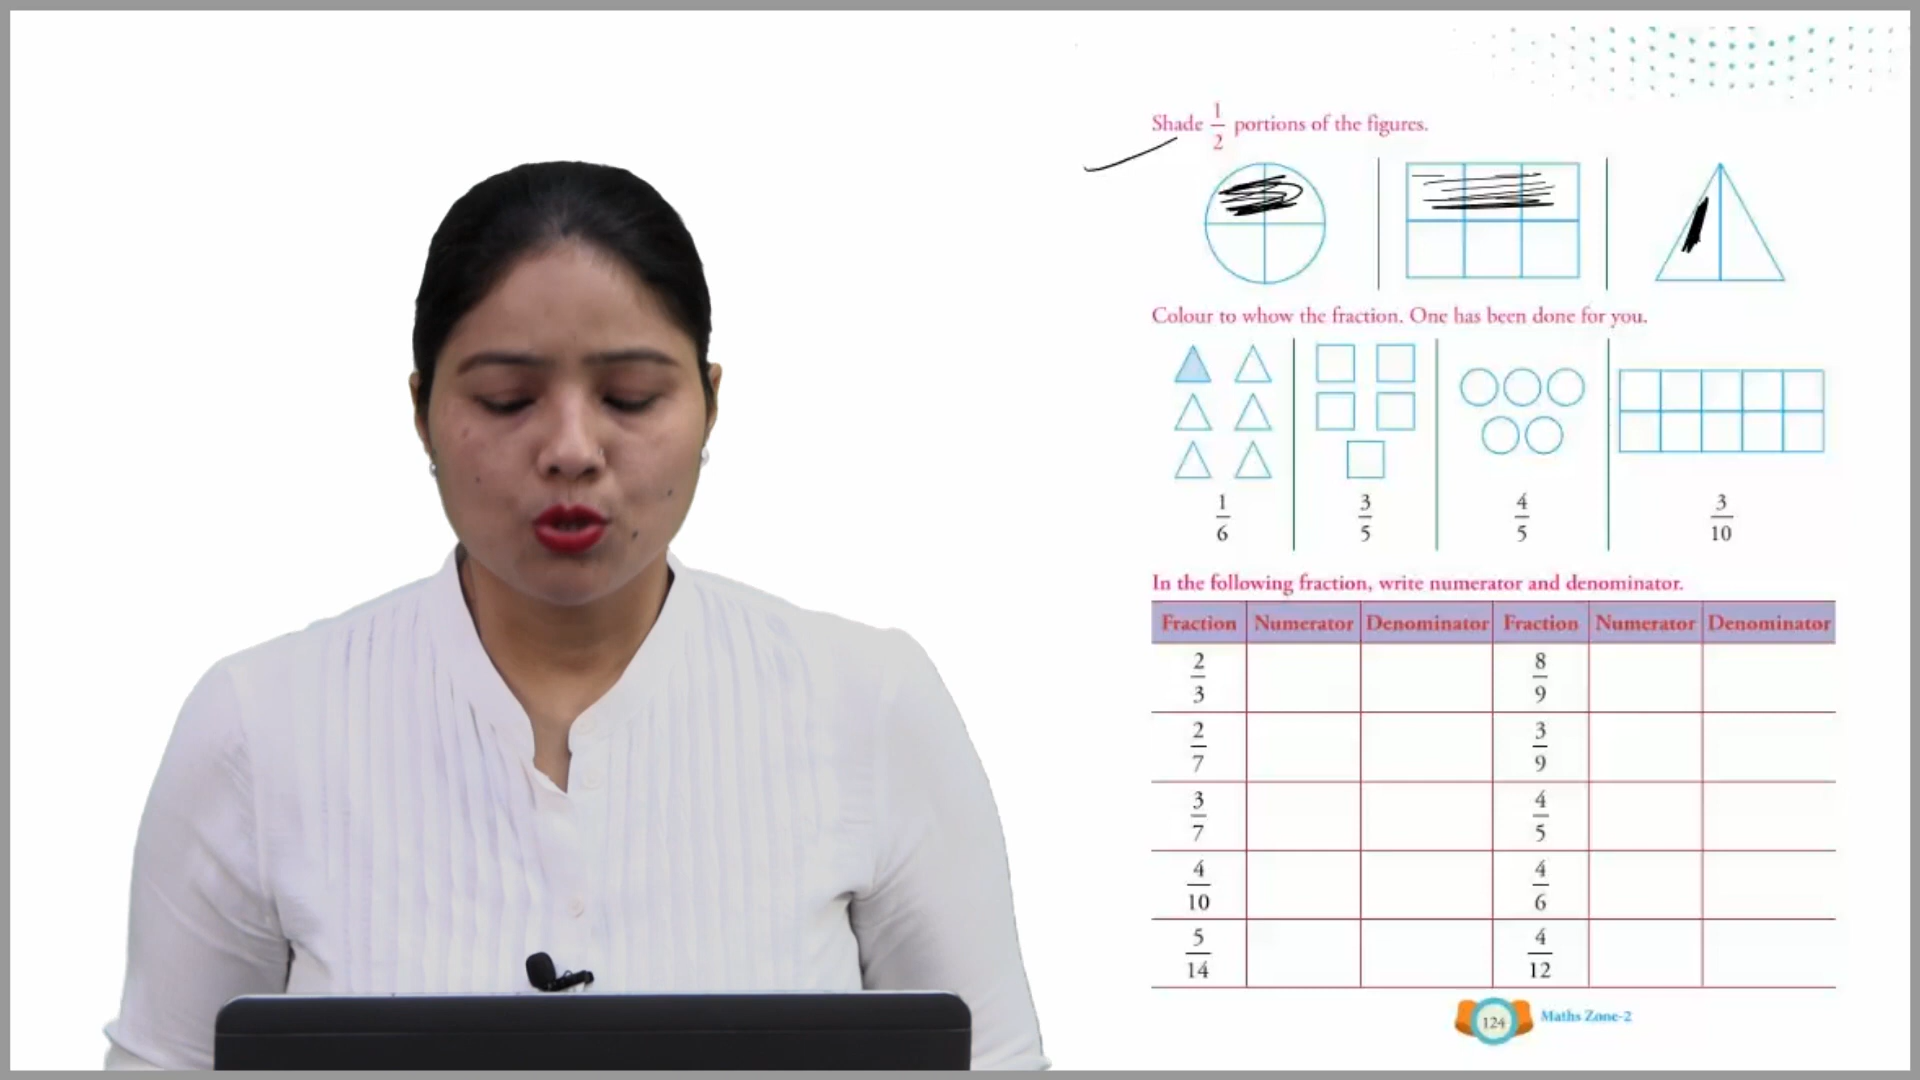 Shade 1/2 portions of the figures.
Colour to whow the fraction. One has been done for you.
1/6 3/5 4/5 3/10
In the following fraction, write numerator and denominator.
Fraction Numerator Denominator Fraction Numerator Denominator
2/3 8/9
2/7 3/9
3/7 4/5
4/10 4/6
5/14 4/12
124 Maths Zone-2